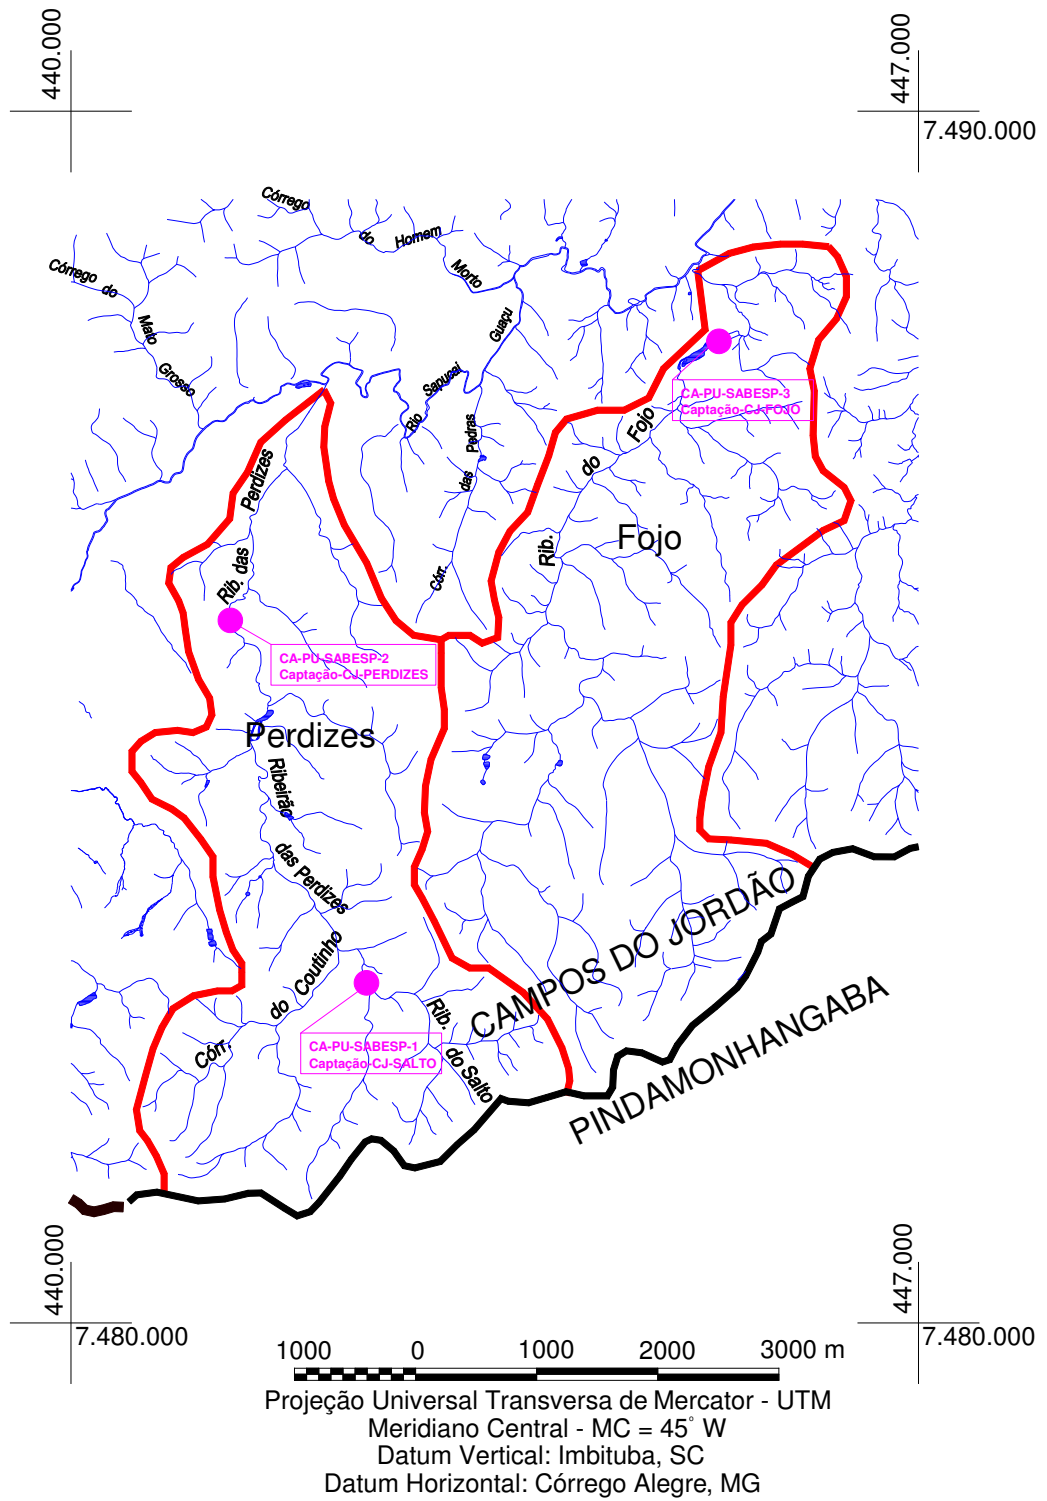 440.000
447.000
7.490.000
Córrego
do
Homem
Morto
Córrego do
Mato
Grosso
Guaçu
Sapucaí
Rio
Pedras
das
Córr.
CA-PU-SABESP-3
Captação-CJ-FOJO
Fojo
do
Rib.
Fojo
Perdizes
Rib. das
CA-PU-SABESP-2
Captação-CJ-PERDIZES
Perdizes
Ribeirão
das Perdizes
Córr.
do Coutinho
Rib.
do Salto
CA-PU-SABESP-1
Captação-CJ-SALTO
CAMPOS DO JORDÃO
PINDAMONHANGABA
440.000
447.000
7.480.000
7.480.000
1000 0 1000 2000 3000 m
Projeção Universal Transversa de Mercator - UTM
Meridiano Central - MC = 45° W
Datum Vertical: Imbituba, SC
Datum Horizontal: Córrego Alegre, MG